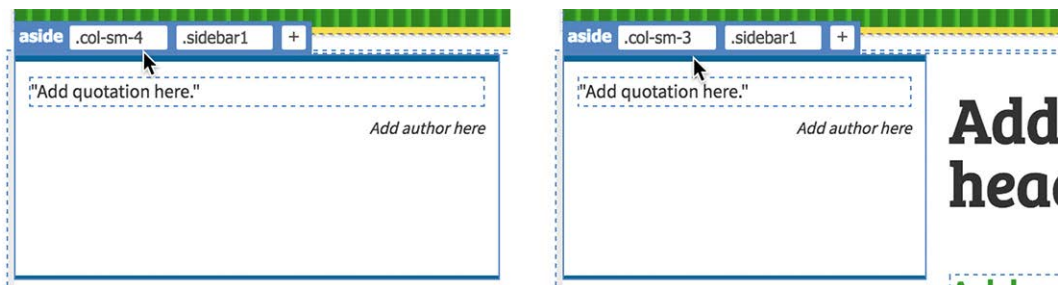 aside .col-sm-4 .sidebar1 +
"Add quotation here."
Add author here
aside .col-sm-3 .sidebar1 +
"Add quotation here."
Add author here
Add